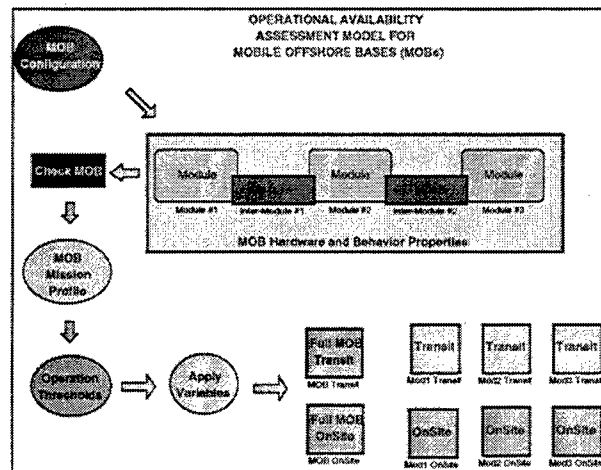 OPERATIONAL AVAILABILITY
ASSESSMENT MODEL FOR
MOBILE OFFSHORE BASES (MOBs)
MOB
Configuration
Check MOB
Module
Module
Module
Module #1
Inter-Module #1
Module #2
Inter-Module #2
Module #3
MOB Hardware and Behavior Properties
MOB
Mission
Profile
Operation
Thresholds
Apply
Variables
Full MOB
Transit
MOB Transit
Transit
Mod1 Transit
Transit
Mod2 Transit
Transit
Mod3 Transit
Full MOB
OnSite
MOB OnSite
OnSite
Mod1 OnSite
OnSite
Mod2 OnSite
OnSite
Mod3 OnSite